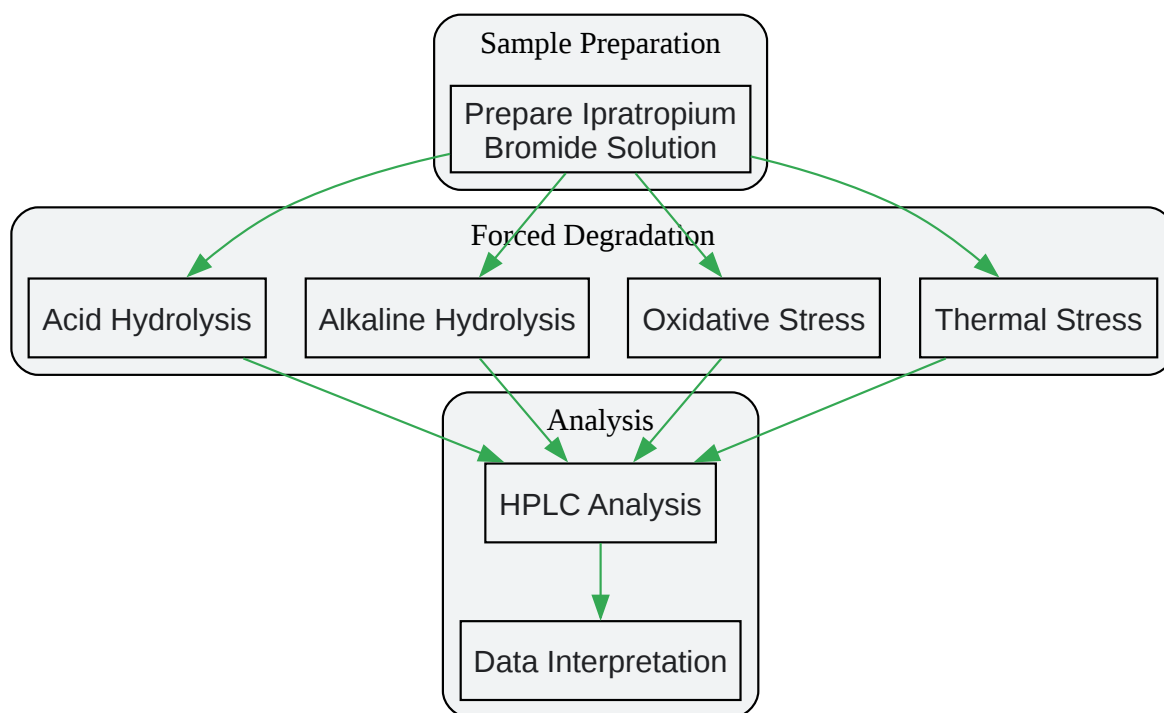 Sample Preparation
Prepare Ipratropium
Bromide Solution
Forced Degradation
Acid Hydrolysis
Alkaline Hydrolysis
Oxidative Stress
Thermal Stress
Analysis
HPLC Analysis
Data Interpretation